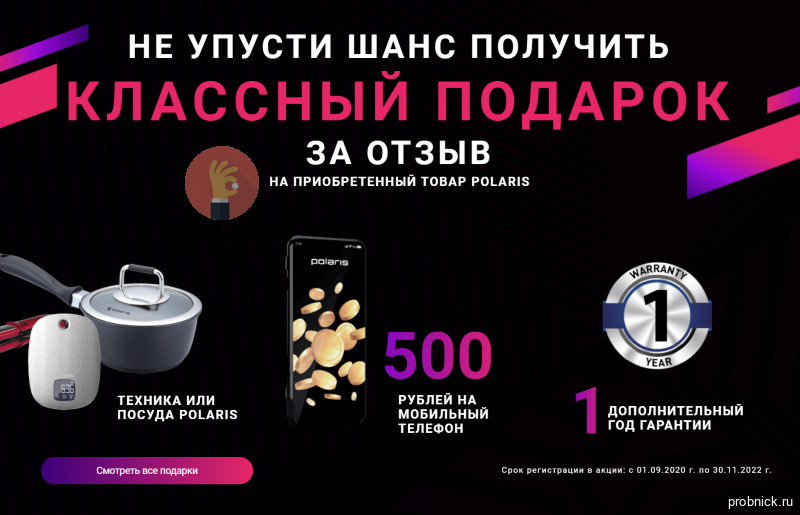 НЕ УПУСТИ ШАНС ПОЛУЧИТЬ
КЛАССНЫЙ ПОДАРОК
ЗА ОТЗЫВ
НА ПРИОБРЕТЕННЫЙ ТОВАР POLARIS
polaris
WARRANTY
1
YEAR
500
РУБЛЕЙ НА
МОБИЛЬНЫЙ
ТЕЛЕФОН
ТЕХНИКА ИЛИ
ПОСУДА POLARIS
1 ДОПОЛНИТЕЛЬНЫЙ
ГОД ГАРАНТИИ
Смотреть все подарки
Срок регистрации в акции: с 01.09.2020 г. по 30.11.2022 г.
probnick.ru